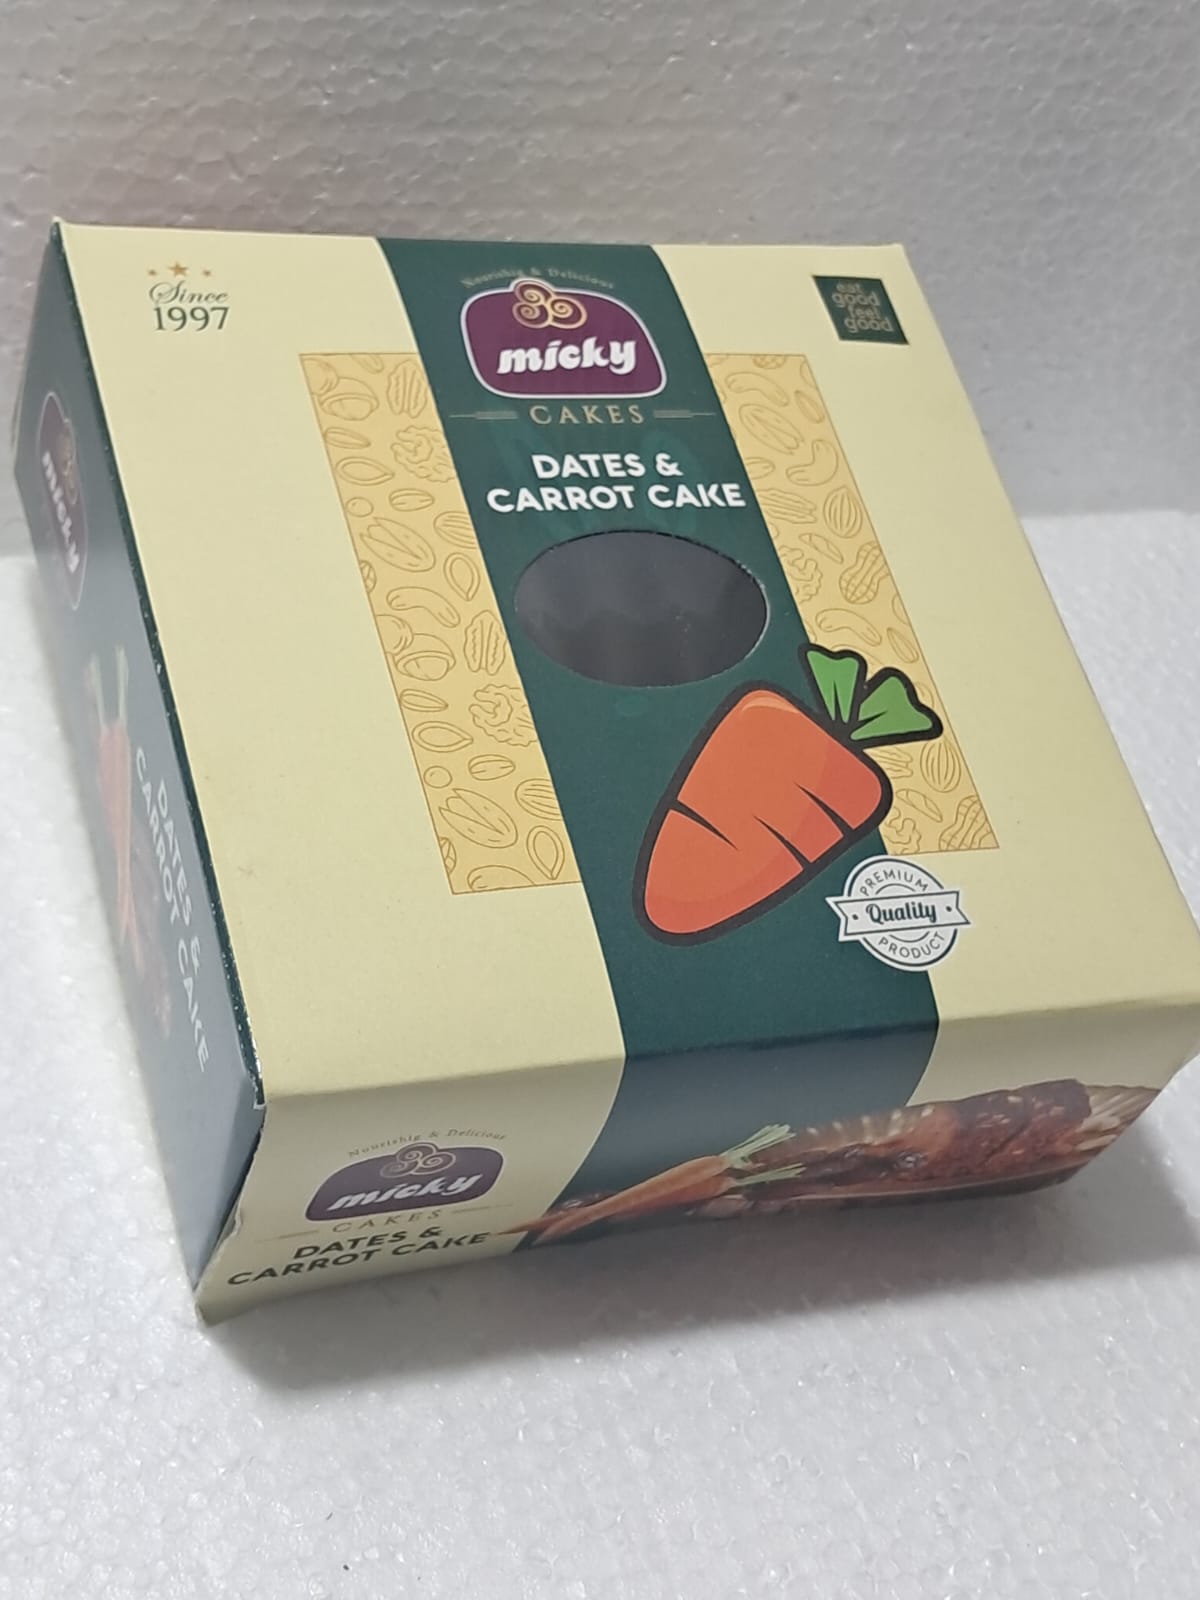 Since
1997
Nourishig & Delicious
micky
CAKES
DATES &
CARROT CAKE
eat
good
feel
good
PREMIUM
Quality
PRODUCT
micky
DATES &
CARROT CAKE
Nourishig & Delicious
micky
CAKES
DATES &
CARROT CAKE